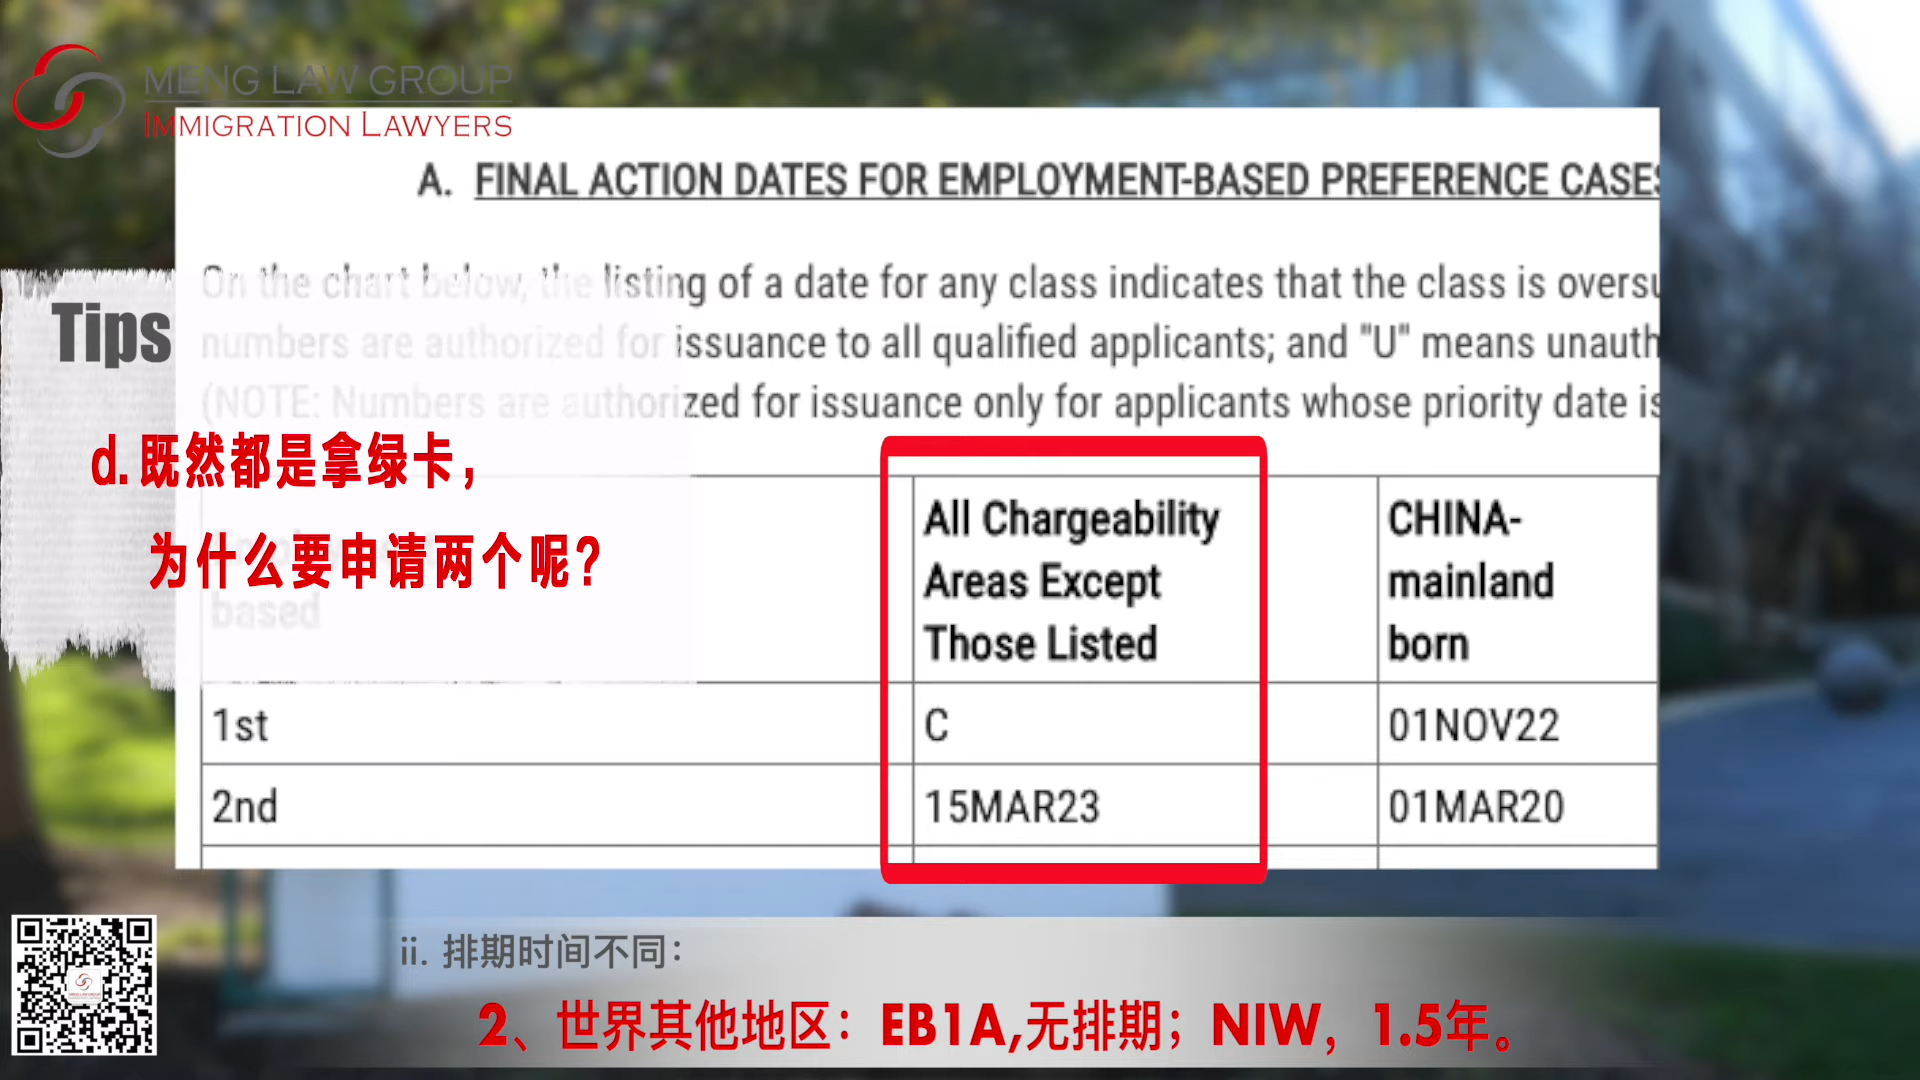 MENG LAW GROUP
IMMIGRATION LAWYERS
A. FINAL ACTION DATES FOR EMPLOYMENT-BASED PREFERENCE CASES
On the chart below, the listing of a date for any class indicates that the class is oversu
numbers are authorized for issuance to all qualified applicants; and "U" means unauth
(NOTE: Numbers are authorized for issuance only for applicants whose priority date is
Tips
d. 既然都是拿绿卡，
为什么要申请两个呢？
based
All Chargeability
Areas Except
Those Listed
CHINA-
mainland
born
1st
C
01NOV22
2nd
15MAR23
01MAR20
ii. 排期时间不同：
2、世界其他地区：EB1A,无排期；NIW，1.5年。